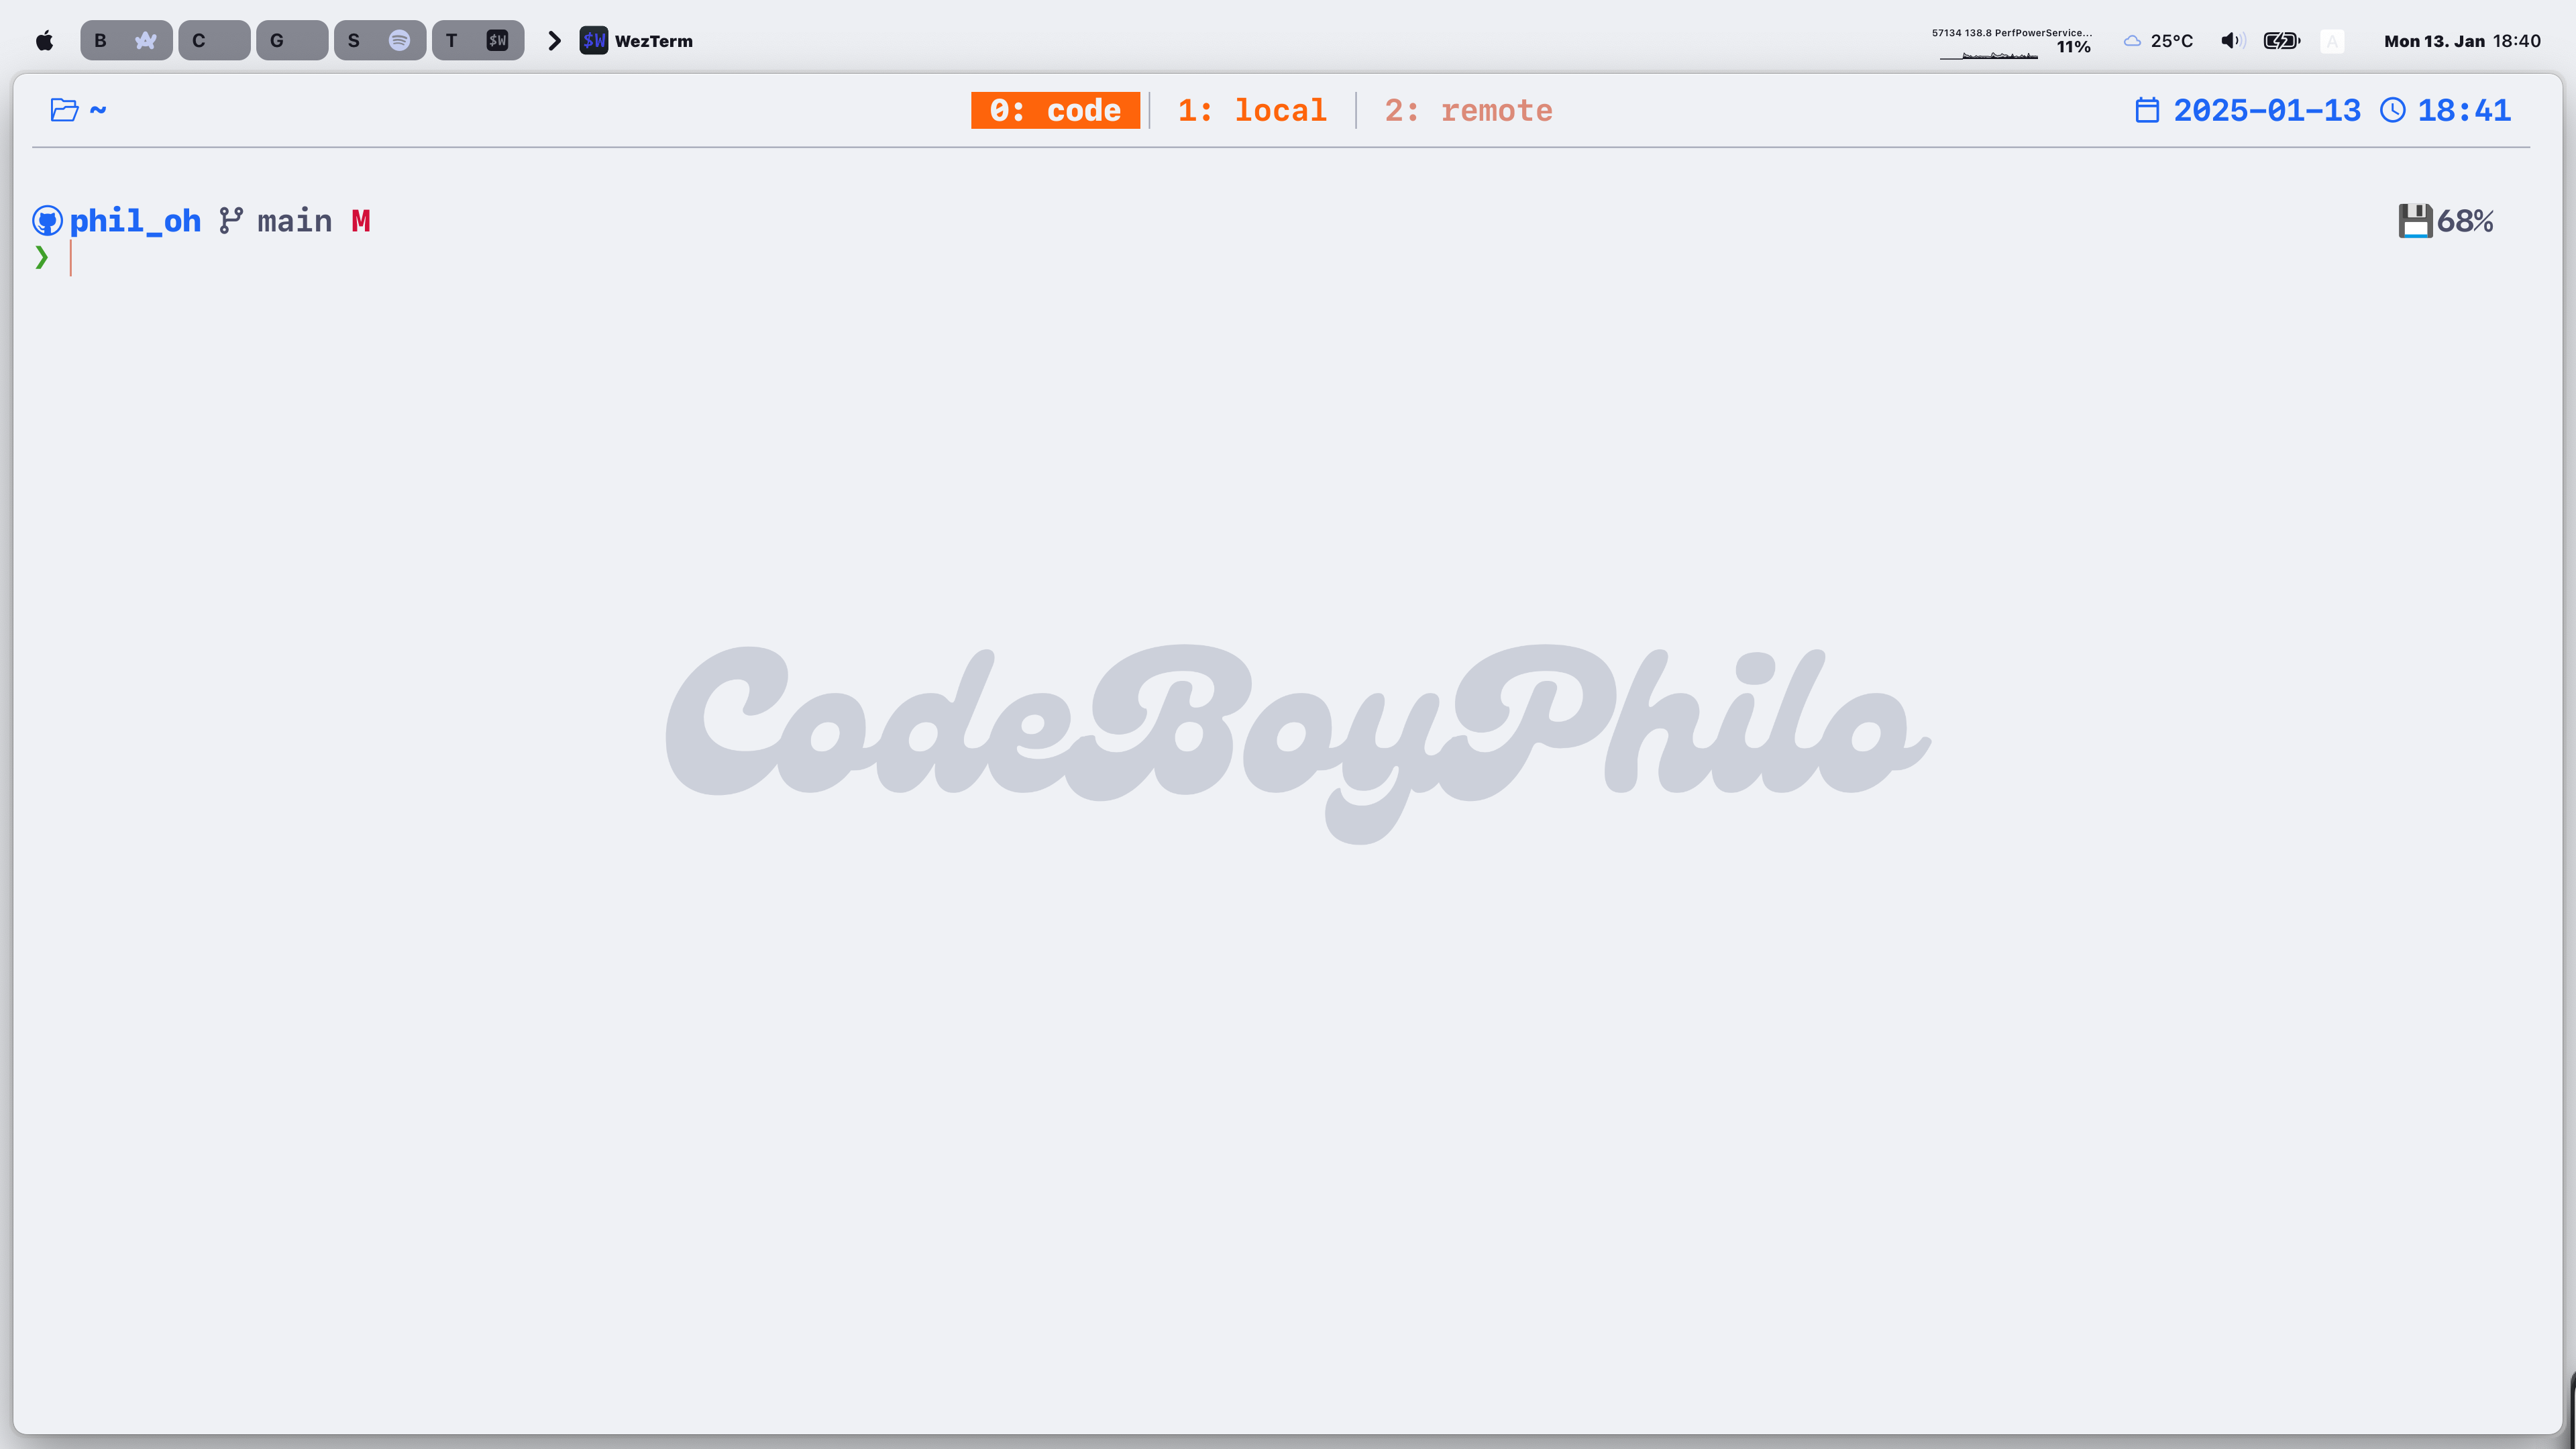 B C G S T $W $W WezTerm 57134 138.8 PerfPowerService... 11% 25°C A Mon 13. Jan 18:40
~ 0: code 1: local 2: remote 2025-01-13 18:41
phil_oh main M 68%
❯
CodeBoyPhilo